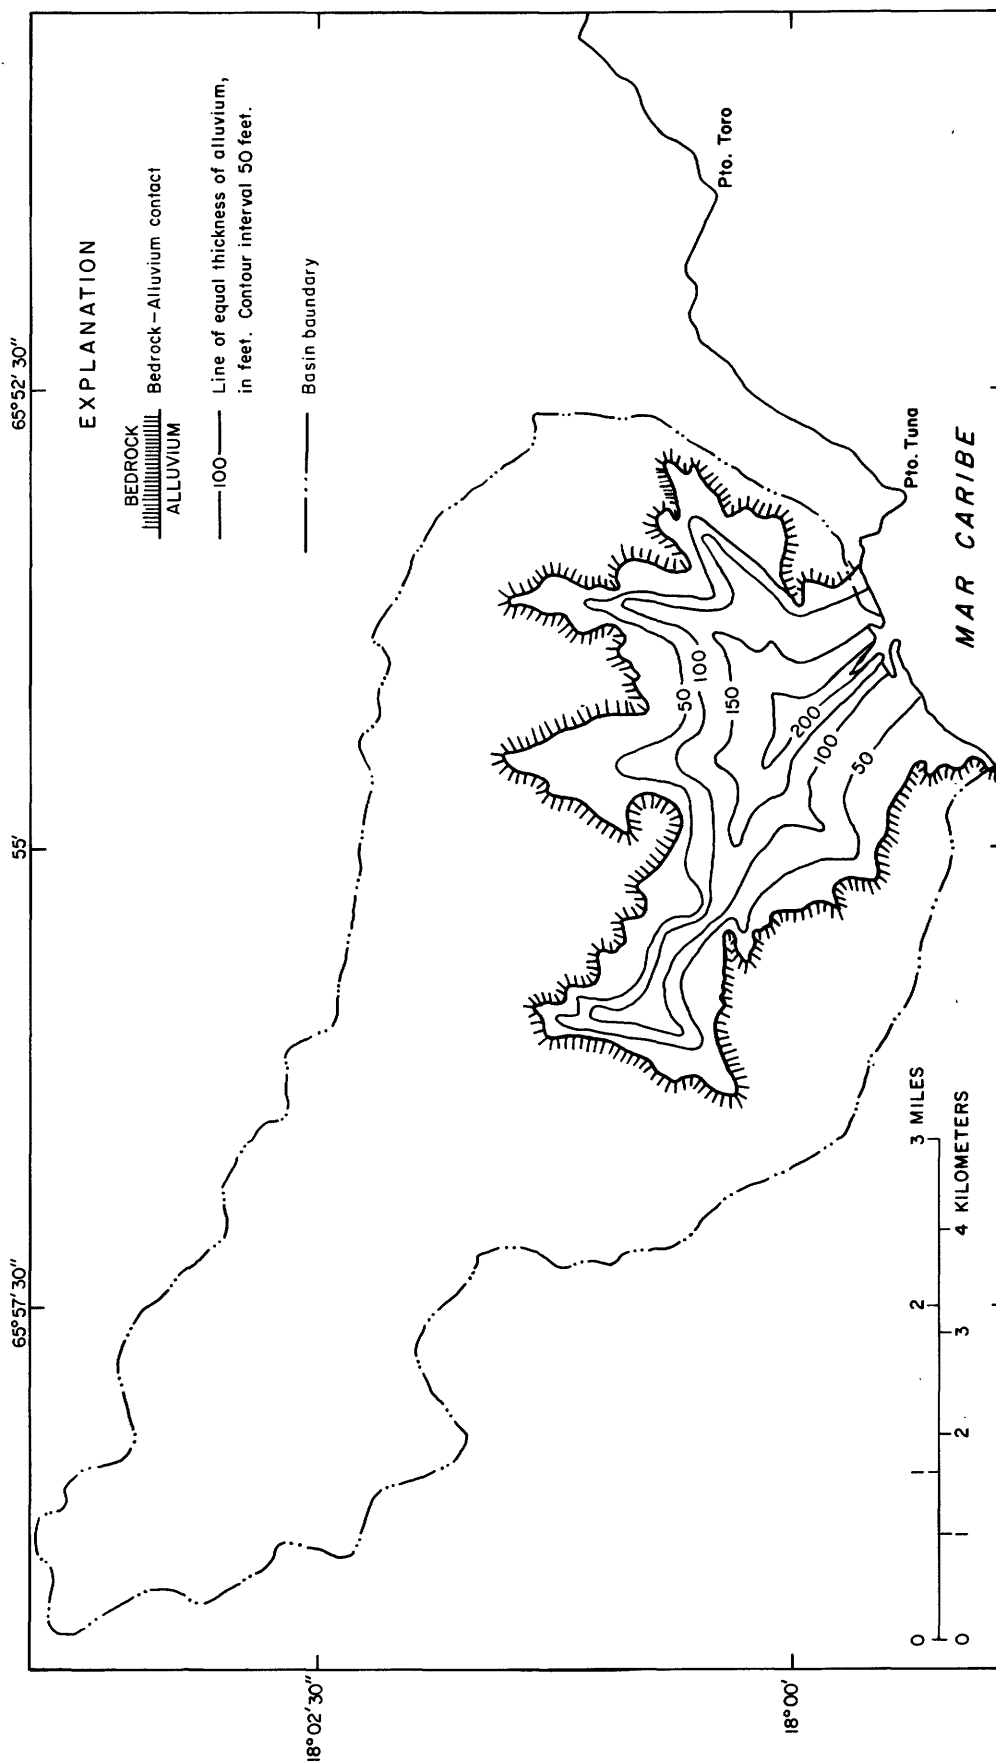 65°57'30"
55'
65°52'30"
18°02'30"
18°00'
EXPLANATION
BEDROCK
ALLUVIUM
Bedrock–Alluvium contact
100
Line of equal thickness of alluvium,
in feet. Contour interval 50 feet.
Basin baundary
50
100
150
200
100
50
Pto. Toro
Pto. Tuna
MAR CARIBE
0 1 2 3 MILES
0 1 2 3 4 KILOMETERS